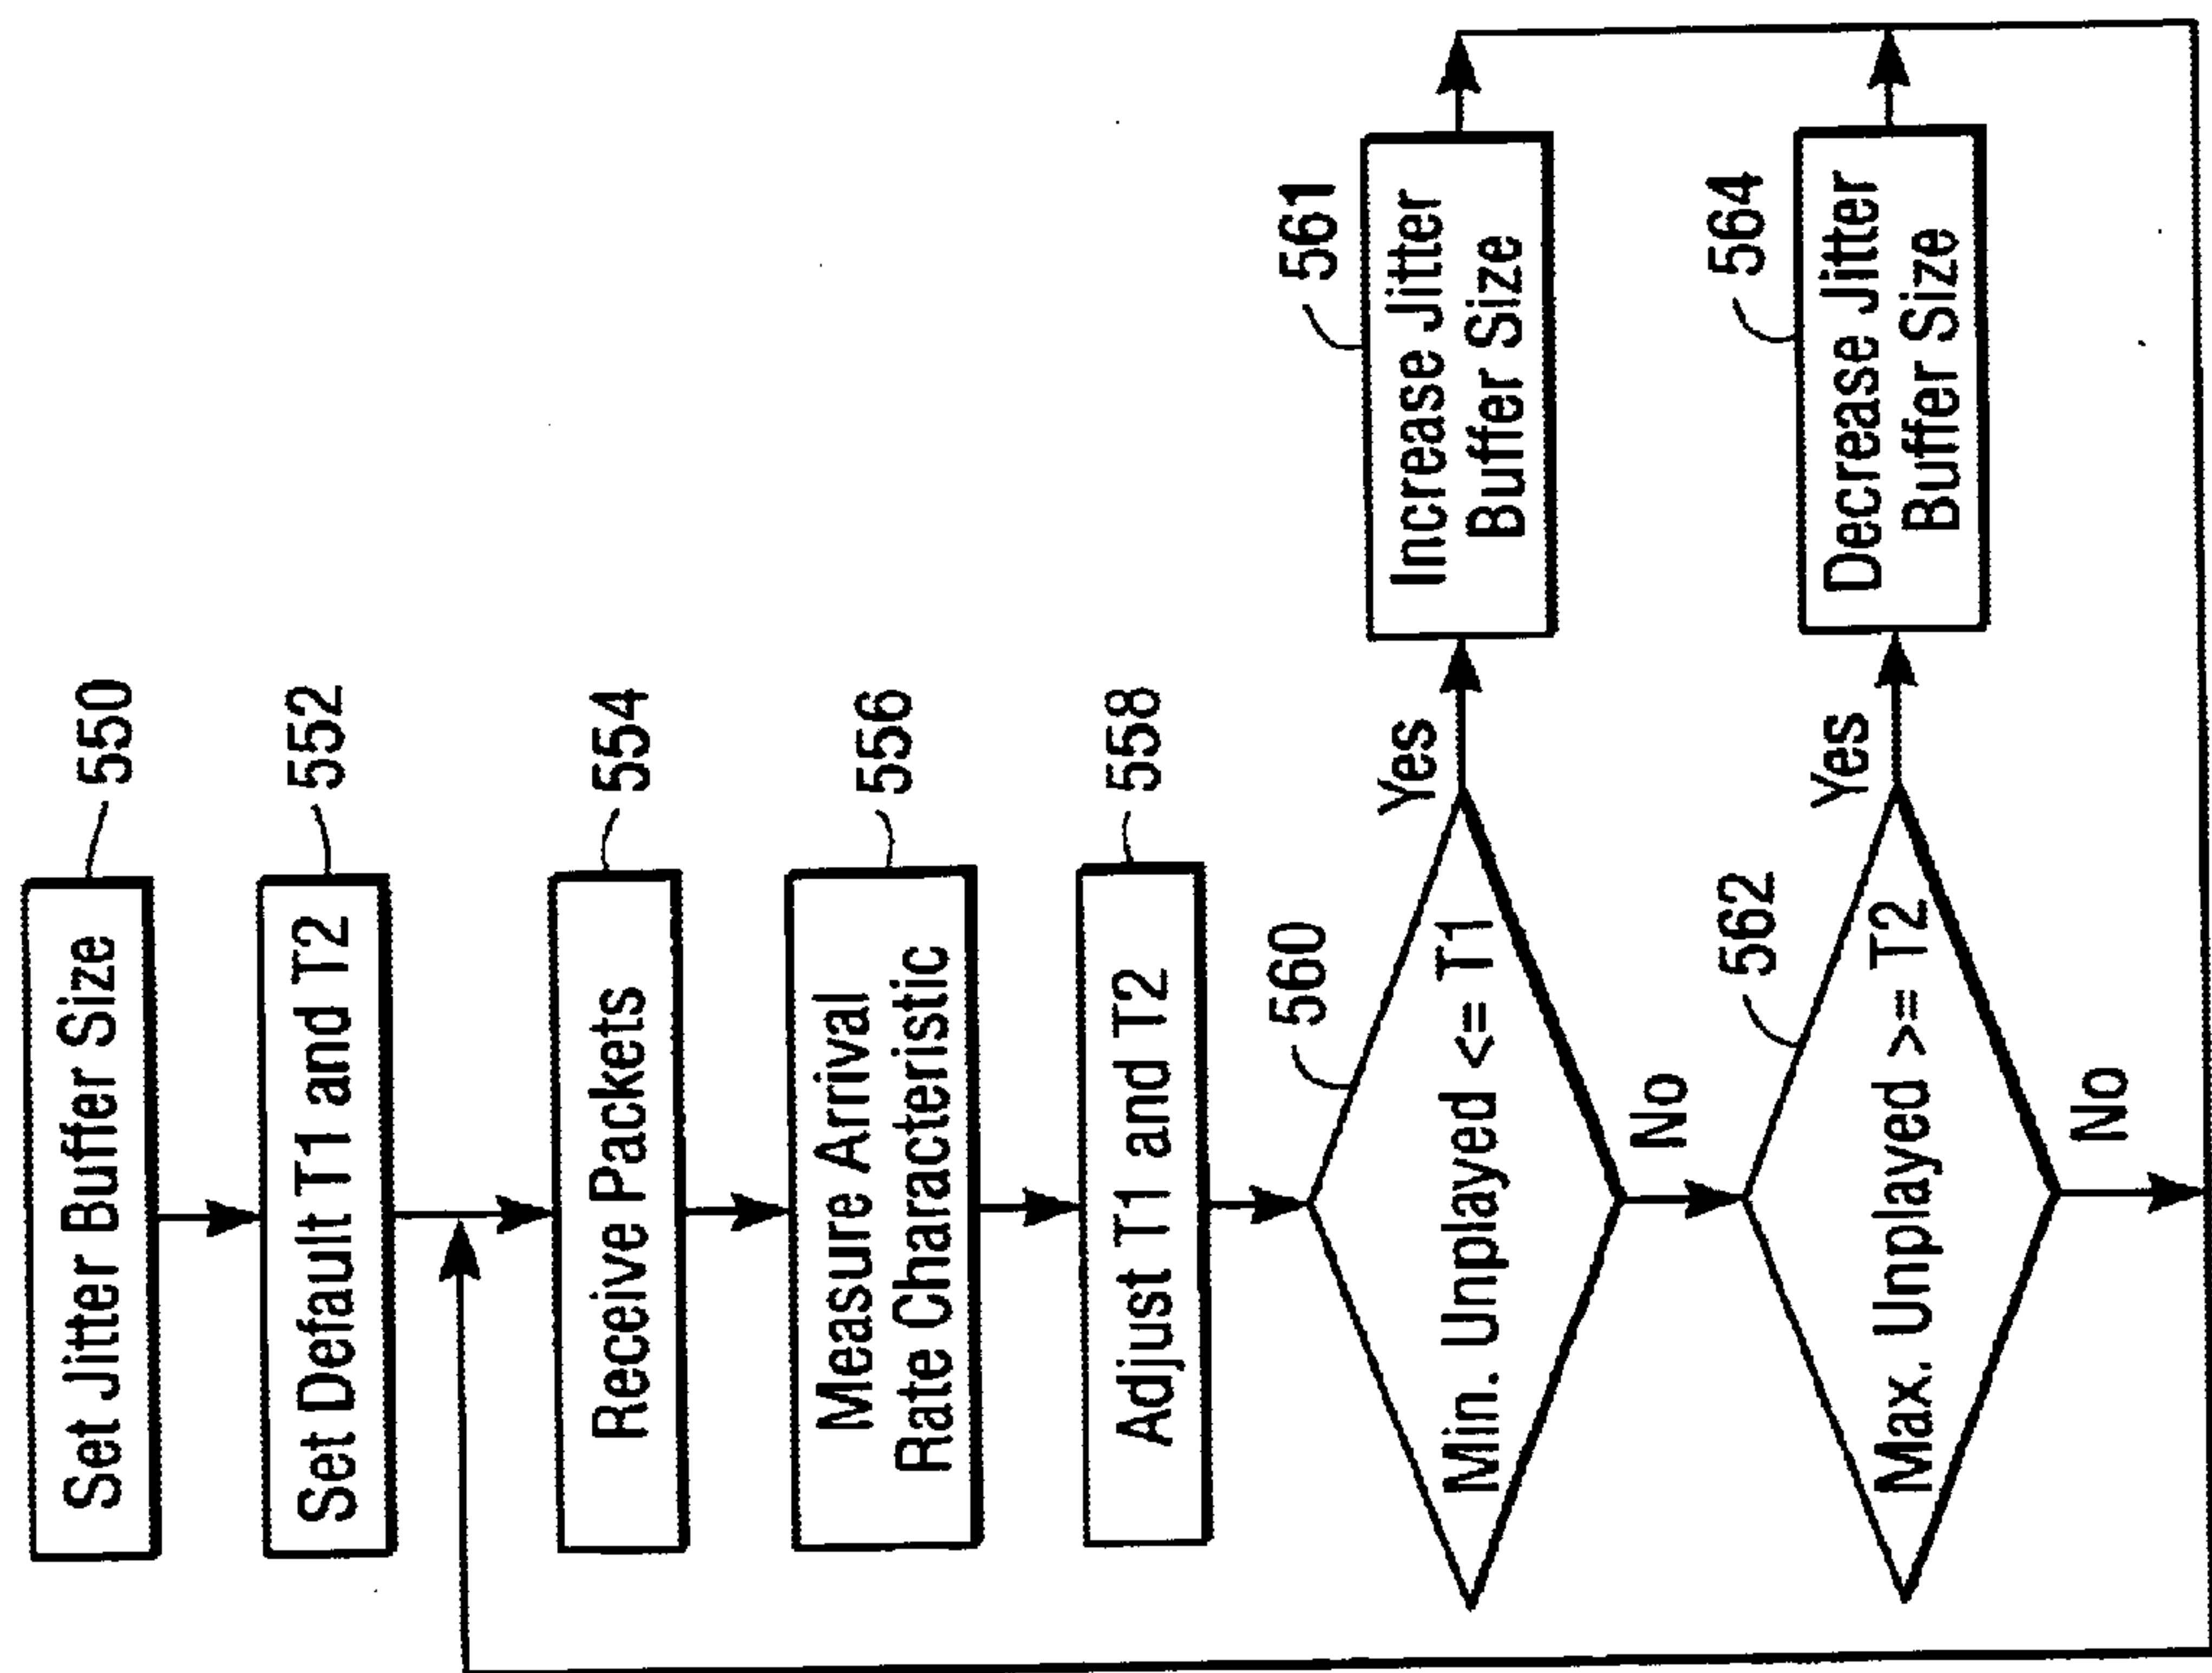 Set Jitter Buffer Size
550
Set Default T1 and T2
552
Receive Packets
554
Measure Arrival
Rate Characteristic
556
Adjust T1 and T2
558
Min. Unplayed <= T1
560
Yes
Increase Jitter
Buffer Size
561
No
Max. Unplayed >= T2
562
Yes
Decrease Jitter
Buffer Size
564
No